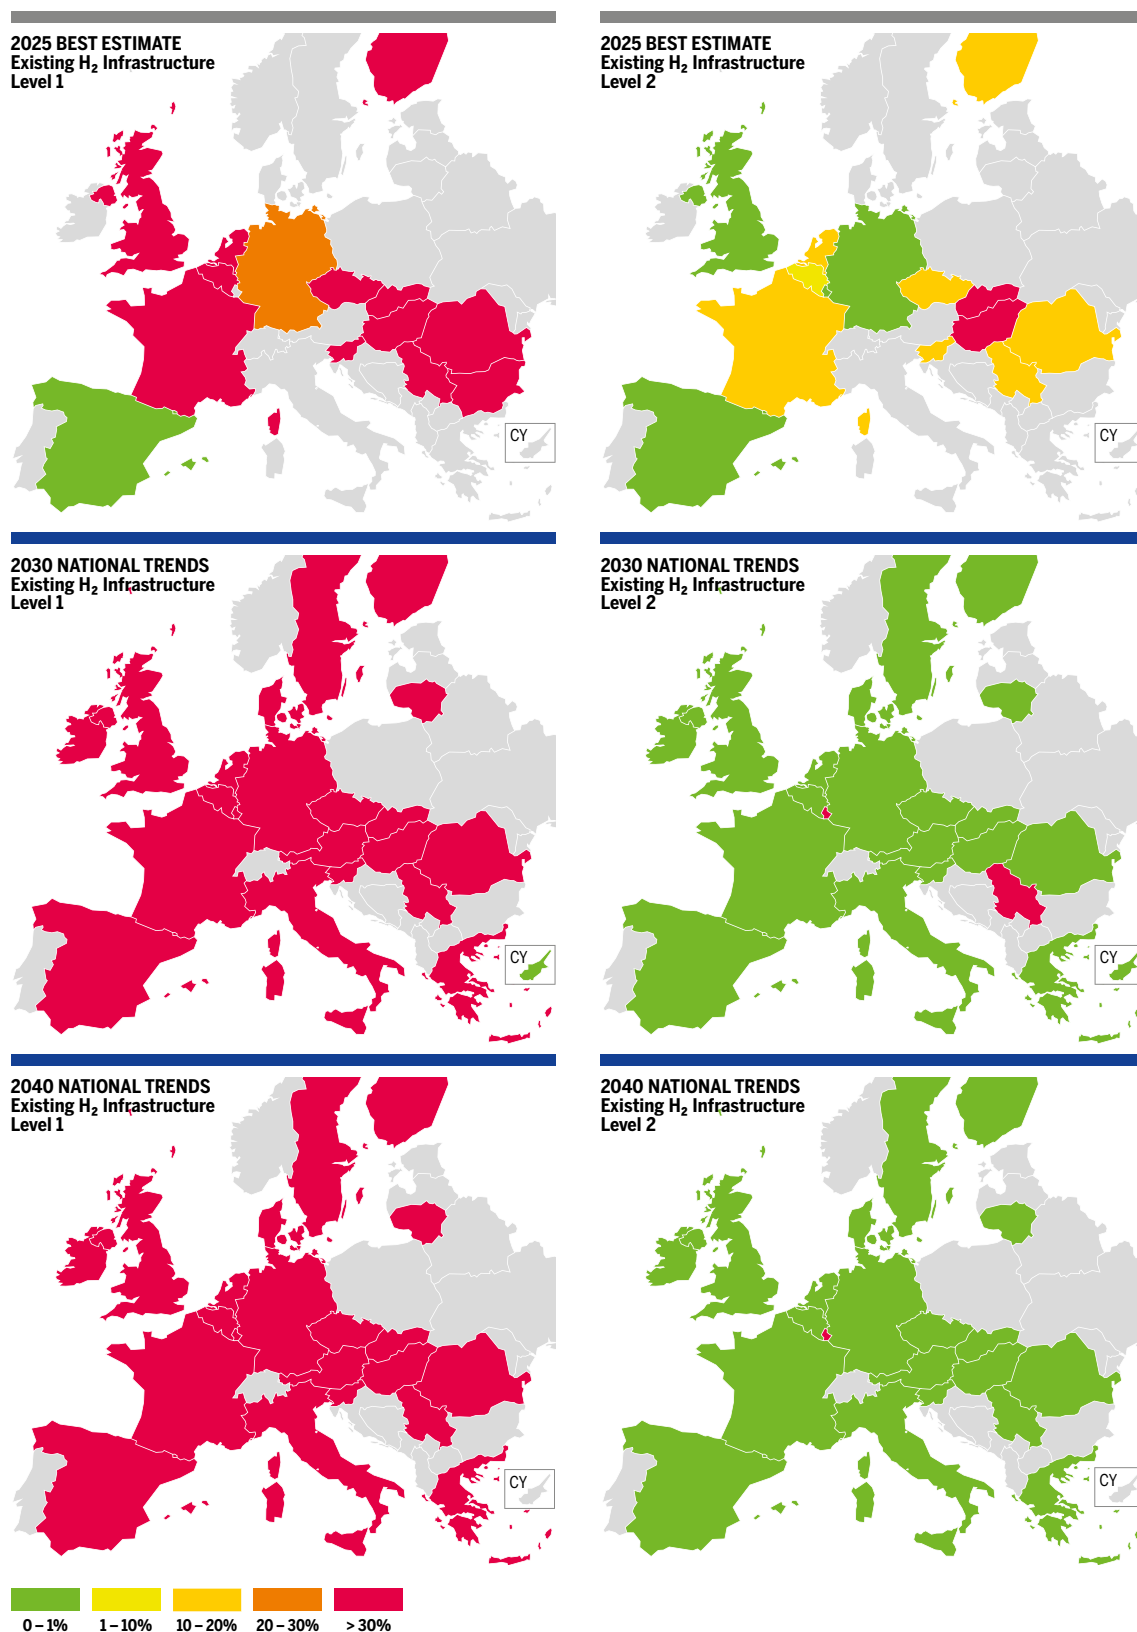 2025 BEST ESTIMATE
Existing H₂ Infrastructure
Level 1
CY
2025 BEST ESTIMATE
Existing H₂ Infrastructure
Level 2
CY
2030 NATIONAL TRENDS
Existing H₂ Infrastructure
Level 1
CY
2030 NATIONAL TRENDS
Existing H₂ Infrastructure
Level 2
CY
2040 NATIONAL TRENDS
Existing H₂ Infrastructure
Level 1
CY
2040 NATIONAL TRENDS
Existing H₂ Infrastructure
Level 2
CY
0–1% 1–10% 10–20% 20–30% > 30%